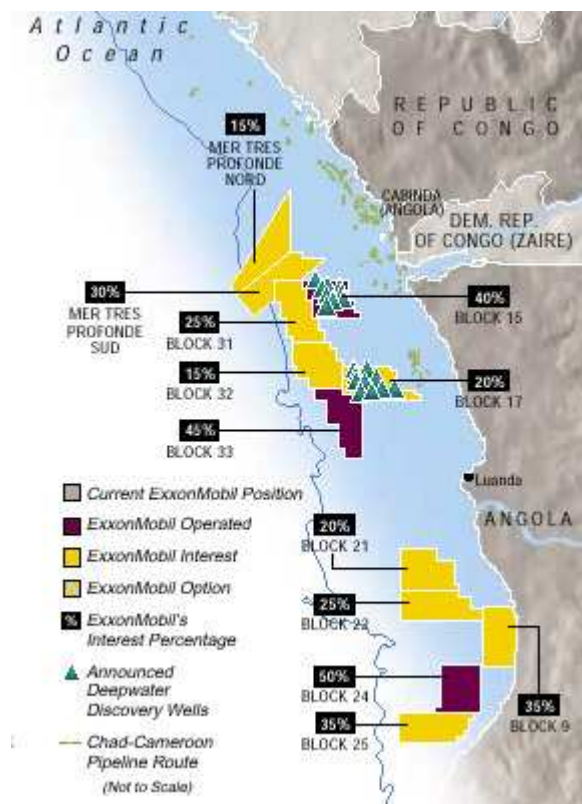 Atlantic
Ocean
REPUBLIC
OF CONGO
15%
MER TRES
PROFONDE
NORD
CABINDA
(ANGOLA)
DEM. REP.
OF CONGO (ZAIRE)
30%
MER TRES
PROFONDE
SUD
40%
BLOCK 15
25%
BLOCK 31
15%
BLOCK 32
20%
BLOCK 17
45%
BLOCK 33
Luanda
ANGOLA
Current ExxonMobil Position
ExxonMobil Operated
ExxonMobil Interest
ExxonMobil Option
% ExxonMobil's
Interest Percentage
Announced
Deepwater
Discovery Wells
Chad-Cameroon
Pipeline Route
(Not to Scale)
20%
BLOCK 21
25%
BLOCK 22
50%
BLOCK 24
35%
BLOCK 25
35%
BLOCK 9